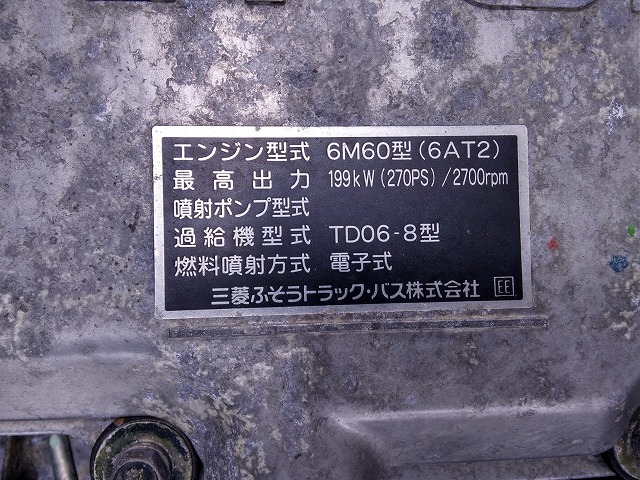 エンジン型式 6M60型(6AT2)
最高出力 199kW(270PS)/2700rpm
噴射ポンプ型式
過給機型式 TD06-8型
燃料噴射方式 電子式
三菱ふそうトラック・バス株式会社 EE